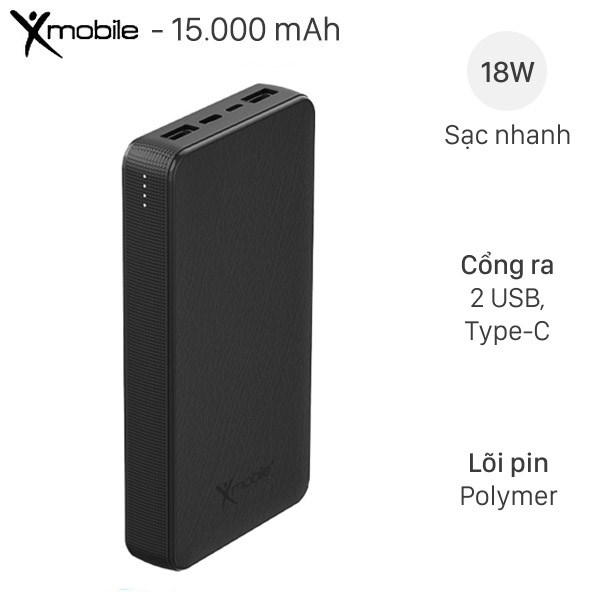 Xmobile - 15.000 mAh
18W
Sạc nhanh
Cổng ra
2 USB,
Type-C
Lõi pin
Polymer
Xmobile